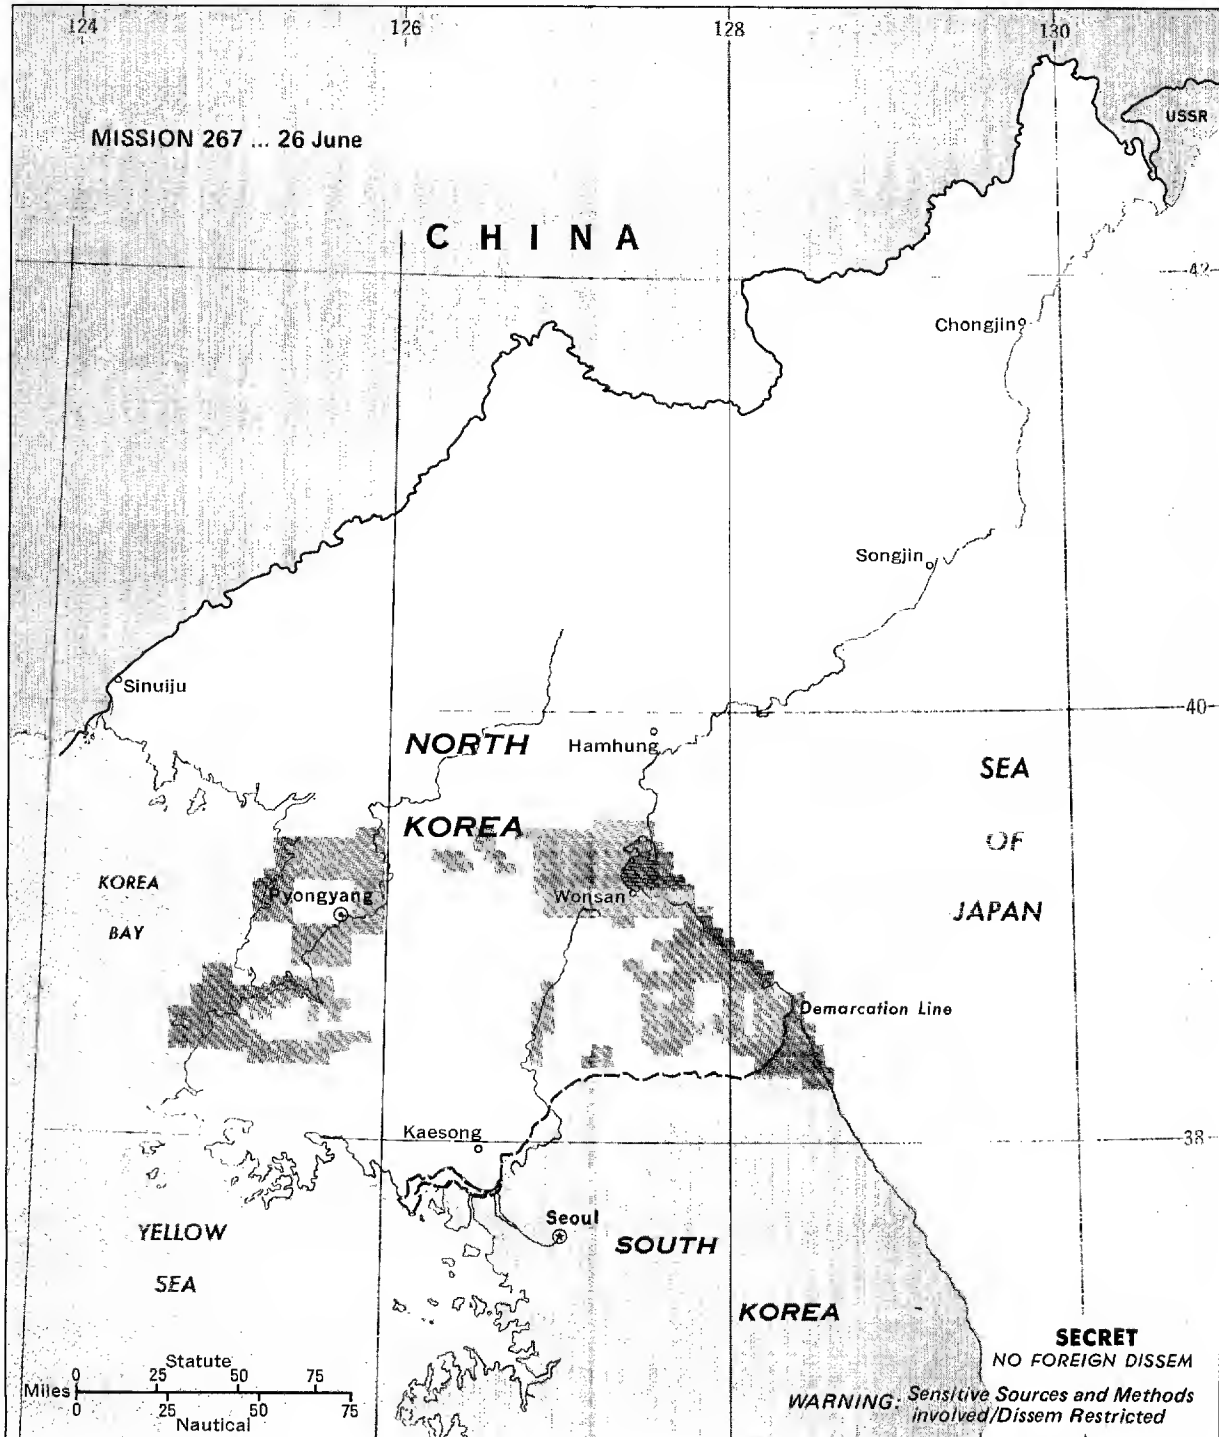 124
126
128
130
USSR
MISSION 267 ... 26 June
CHINA
42
Chongjin
Songjin
Sinuiju
40
NORTH
Hamhung
SEA
KOREA
OF
KOREA
Pyongyang
Wonsan
JAPAN
BAY
Demarcation Line
Kaesong
38
Seoul
YELLOW
SOUTH
SEA
KOREA
SECRET
NO FOREIGN DISSEM
Statute
0 25 50 75
Miles
0 25 50 75
Nautical
WARNING: Sensitive Sources and Methods
involved/Dissem Restricted